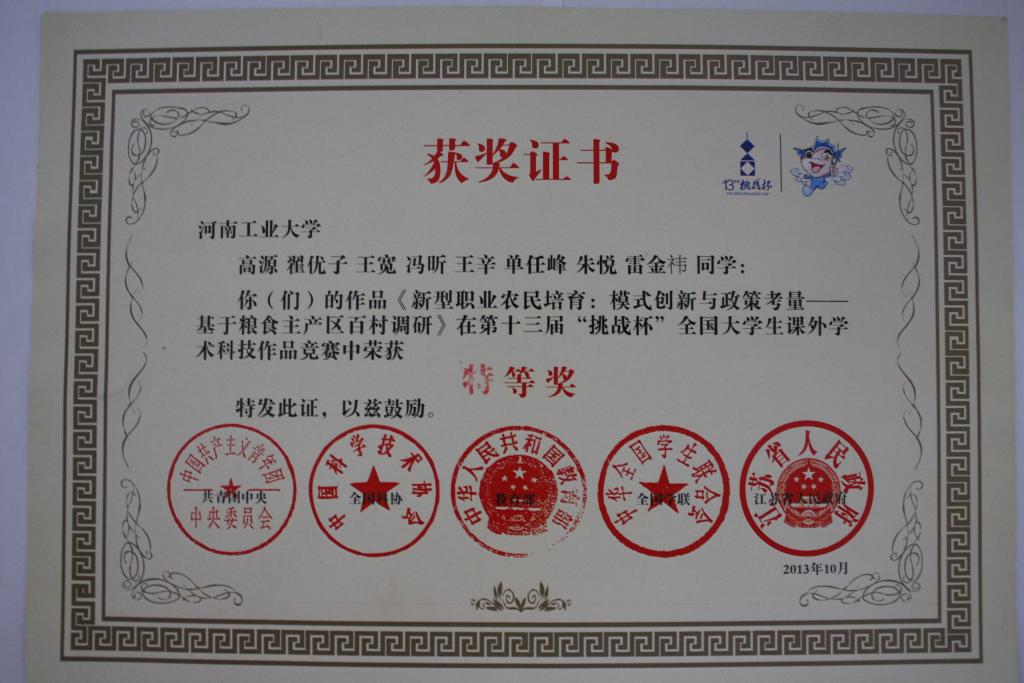 获奖证书
13TH挑战杯
河南工业大学
高源 翟优子 王宽 冯昕 王辛 单任峰 朱悦 雷金祎 同学：
你（们）的作品《新型职业农民培育：模式创新与政策考量——
基于粮食主产区百村调研》在第十三届“挑战杯”全国大学生课外学
术科技作品竞赛中荣获
特等奖
特发此证，以兹鼓励。
中国共产主义青年团
中央委员会
共青团中央
中国科学技术协会
全国科协
中华人民共和国教育部
教育部
中华全国学生联合会
全国学联
江苏省人民政府
江苏省人民政府
2013年10月